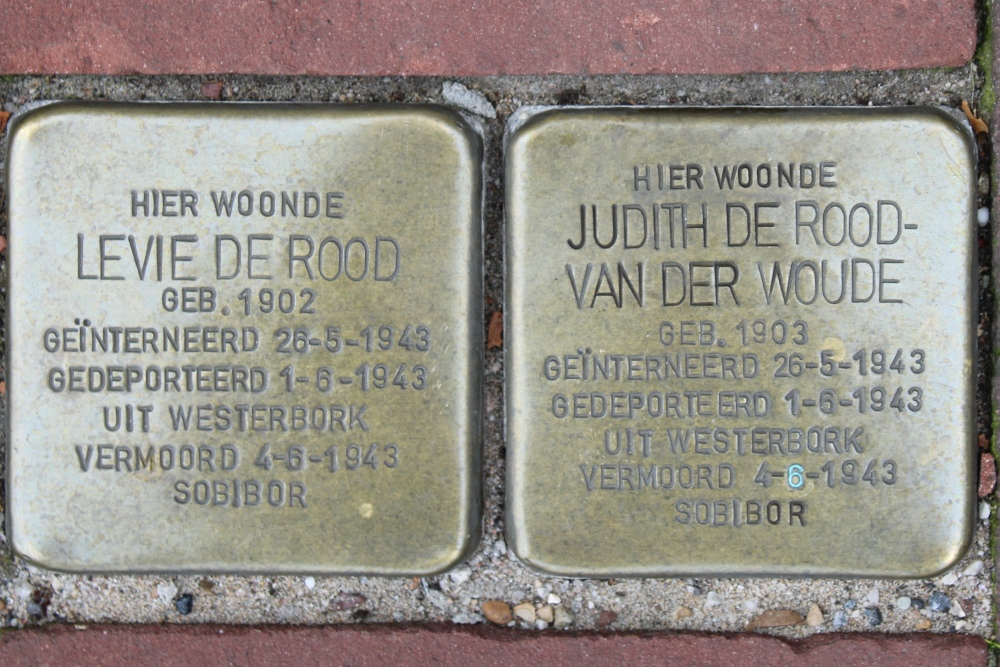 HIER WOONDE
LEVIE DE ROOD
GEB. 1902
GEÏNTERNEERD 26-5-1943
GEDEPORTEERD 1-6-1943
UIT WESTERBORK
VERMOORD 4-6-1943
SOBIBOR
HIER WOONDE
JUDITH DE ROOD-
VAN DER WOUDE
GEB. 1903
GEÏNTERNEERD 26-5-1943
GEDEPORTEERD 1-6-1943
UIT WESTERBORK
VERMOORD 4-6-1943
SOBIBOR